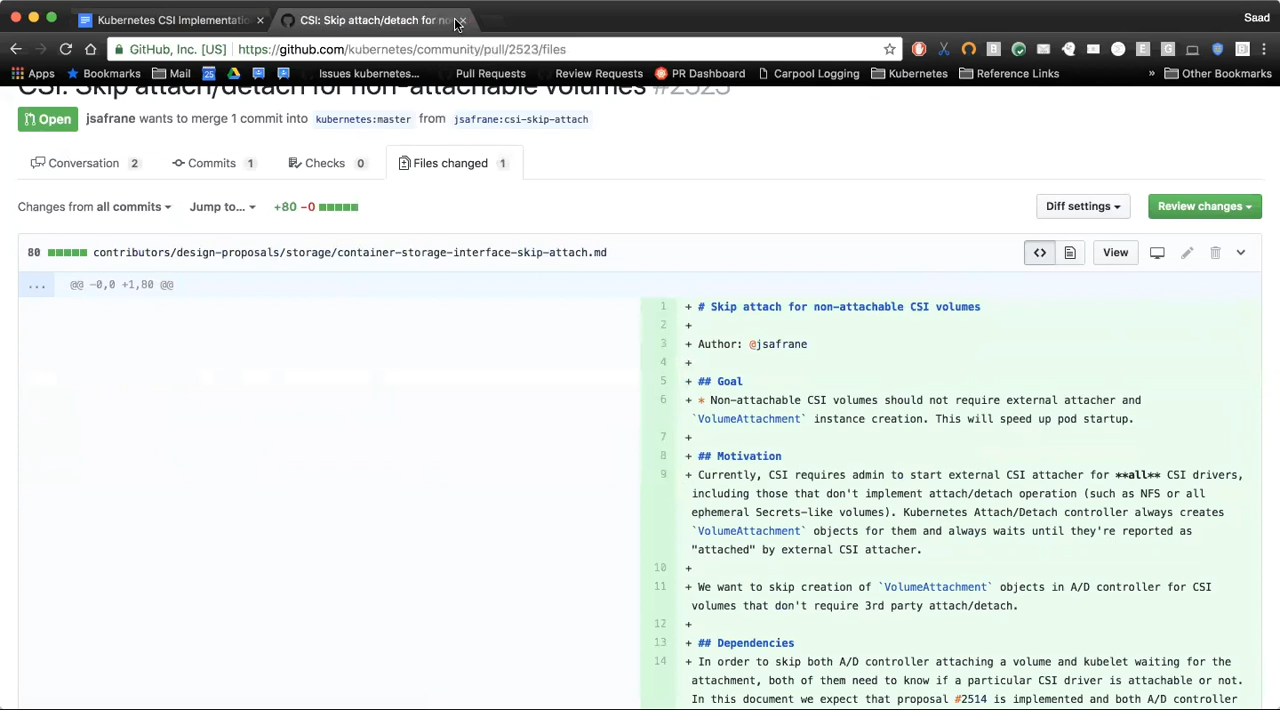 Kubernetes CSI Implementatio
CSI: Skip attach/detach for no
Saad
GitHub, Inc. [US]
https://github.com/kubernetes/community/pull/2523/files
Apps
Bookmarks
Mail
Issues kubernetes...
Pull Requests
Review Requests
PR Dashboard
Carpool Logging
Kubernetes
Reference Links
»
Other Bookmarks
CSI: Skip attach/detach for non-attachable volumes #2523
Open
jsafrane wants to merge 1 commit into kubernetes:master from jsafrane:csi-skip-attach
Conversation 2
Commits 1
Checks 0
Files changed 1
Changes from all commits
Jump to...
+80 −0
Diff settings
Review changes
80 contributors/design-proposals/storage/container-storage-interface-skip-attach.md
<>
View
... @@ -0,0 +1,80 @@
1 + # Skip attach for non-attachable CSI volumes
2 +
3 + Author: @jsafrane
4 +
5 + ## Goal
6 + * Non-attachable CSI volumes should not require external attacher and
`VolumeAttachment` instance creation. This will speed up pod startup.
7 +
8 + ## Motivation
9 + Currently, CSI requires admin to start external CSI attacher for **all** CSI drivers,
including those that don't implement attach/detach operation (such as NFS or all
ephemeral Secrets-like volumes). Kubernetes Attach/Detach controller always creates
`VolumeAttachment` objects for them and always waits until they're reported as
"attached" by external CSI attacher.
10 +
11 + We want to skip creation of `VolumeAttachment` objects in A/D controller for CSI
volumes that don't require 3rd party attach/detach.
12 +
13 + ## Dependencies
14 + In order to skip both A/D controller attaching a volume and kubelet waiting for the
attachment, both of them need to know if a particular CSI driver is attachable or not.
In this document we expect that proposal #2514 is implemented and both A/D controller